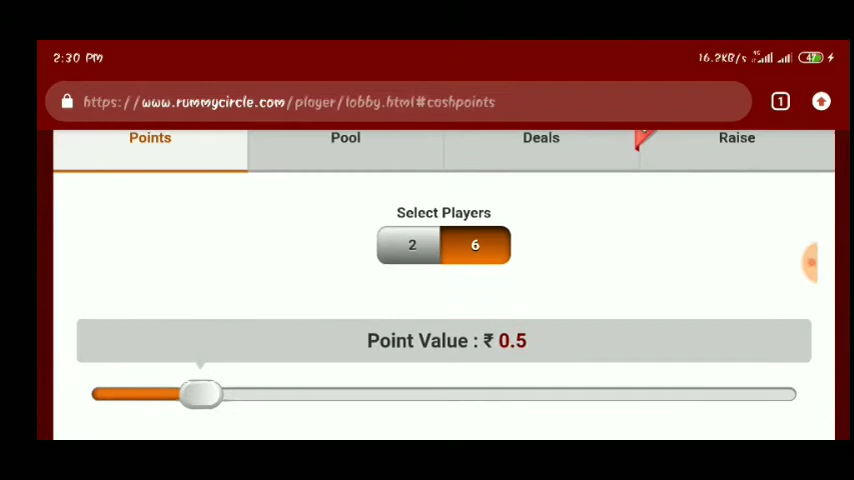 2:30 PM 16.2KB/s 4G 47
https://www.rummycircle.com/player/lobby.html#cashpoints 1
Points Pool Deals Raise
Select Players
2 6
Point Value : ₹ 0.5